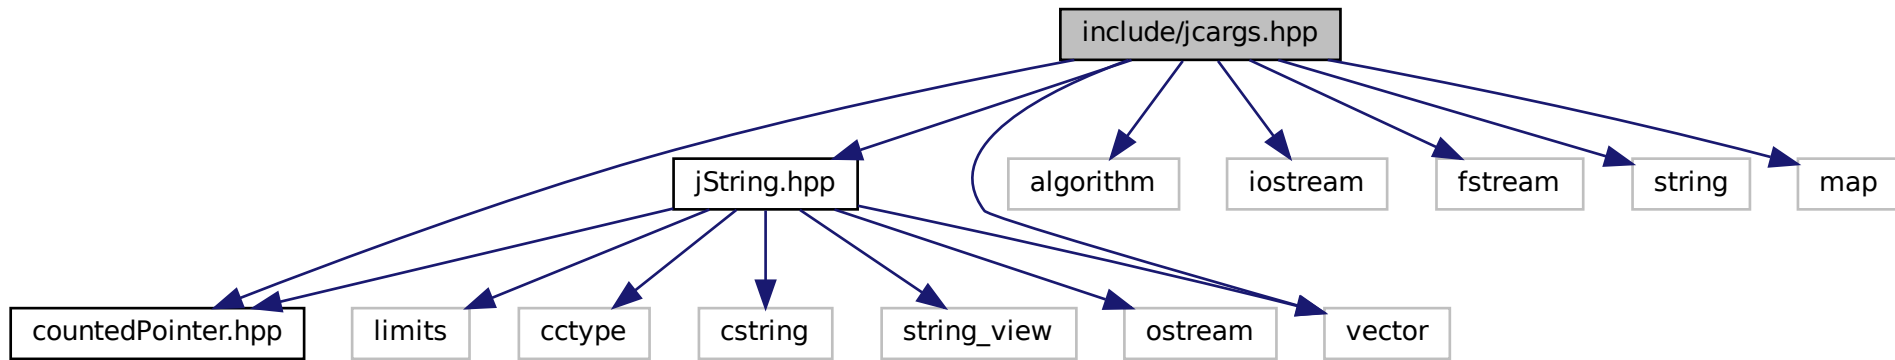 include/jcargs.hpp
jString.hpp
algorithm
iostream
fstream
string
map
countedPointer.hpp
limits
cctype
cstring
string_view
ostream
vector